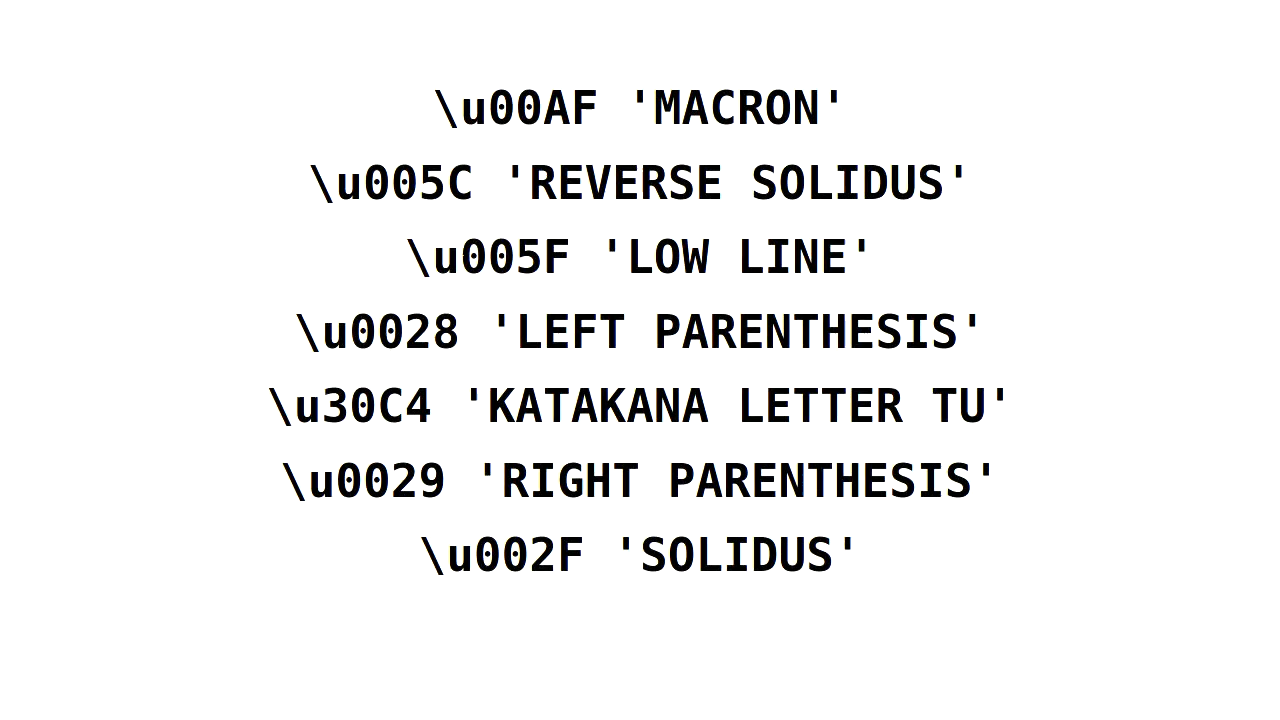 \u00AF 'MACRON'
\u005C 'REVERSE SOLIDUS'
\u005F 'LOW LINE'
\u0028 'LEFT PARENTHESIS'
\u30C4 'KATAKANA LETTER TU'
\u0029 'RIGHT PARENTHESIS'
\u002F 'SOLIDUS'